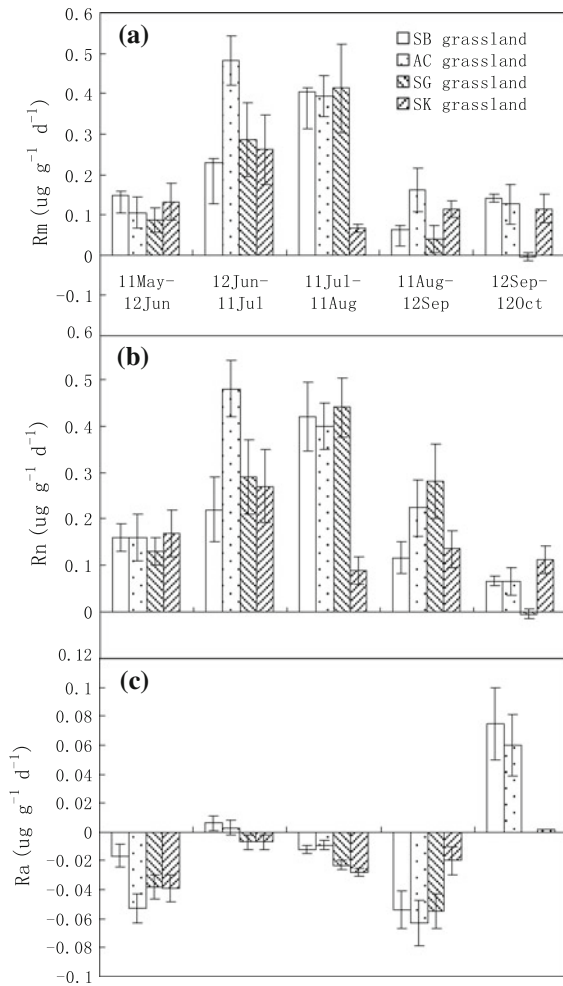 0.6
(a)
SB grassland
AC grassland
SG grassland
SK grassland
0.5
0.4
0.3
0.2
0.1
0
-0.1
Rm (ug g⁻¹ d⁻¹)
11May-
12Jun
12Jun-
11Jul
11Jul-
11Aug
11Aug-
12Sep
12Sep-
12Oct
0.6
(b)
0.5
0.4
0.3
0.2
0.1
0
Rn (ug g⁻¹ d⁻¹)
0.12
(c)
0.1
0.08
0.06
0.04
0.02
0
-0.02
-0.04
-0.06
-0.08
-0.1
Ra (ug g⁻¹ d⁻¹)